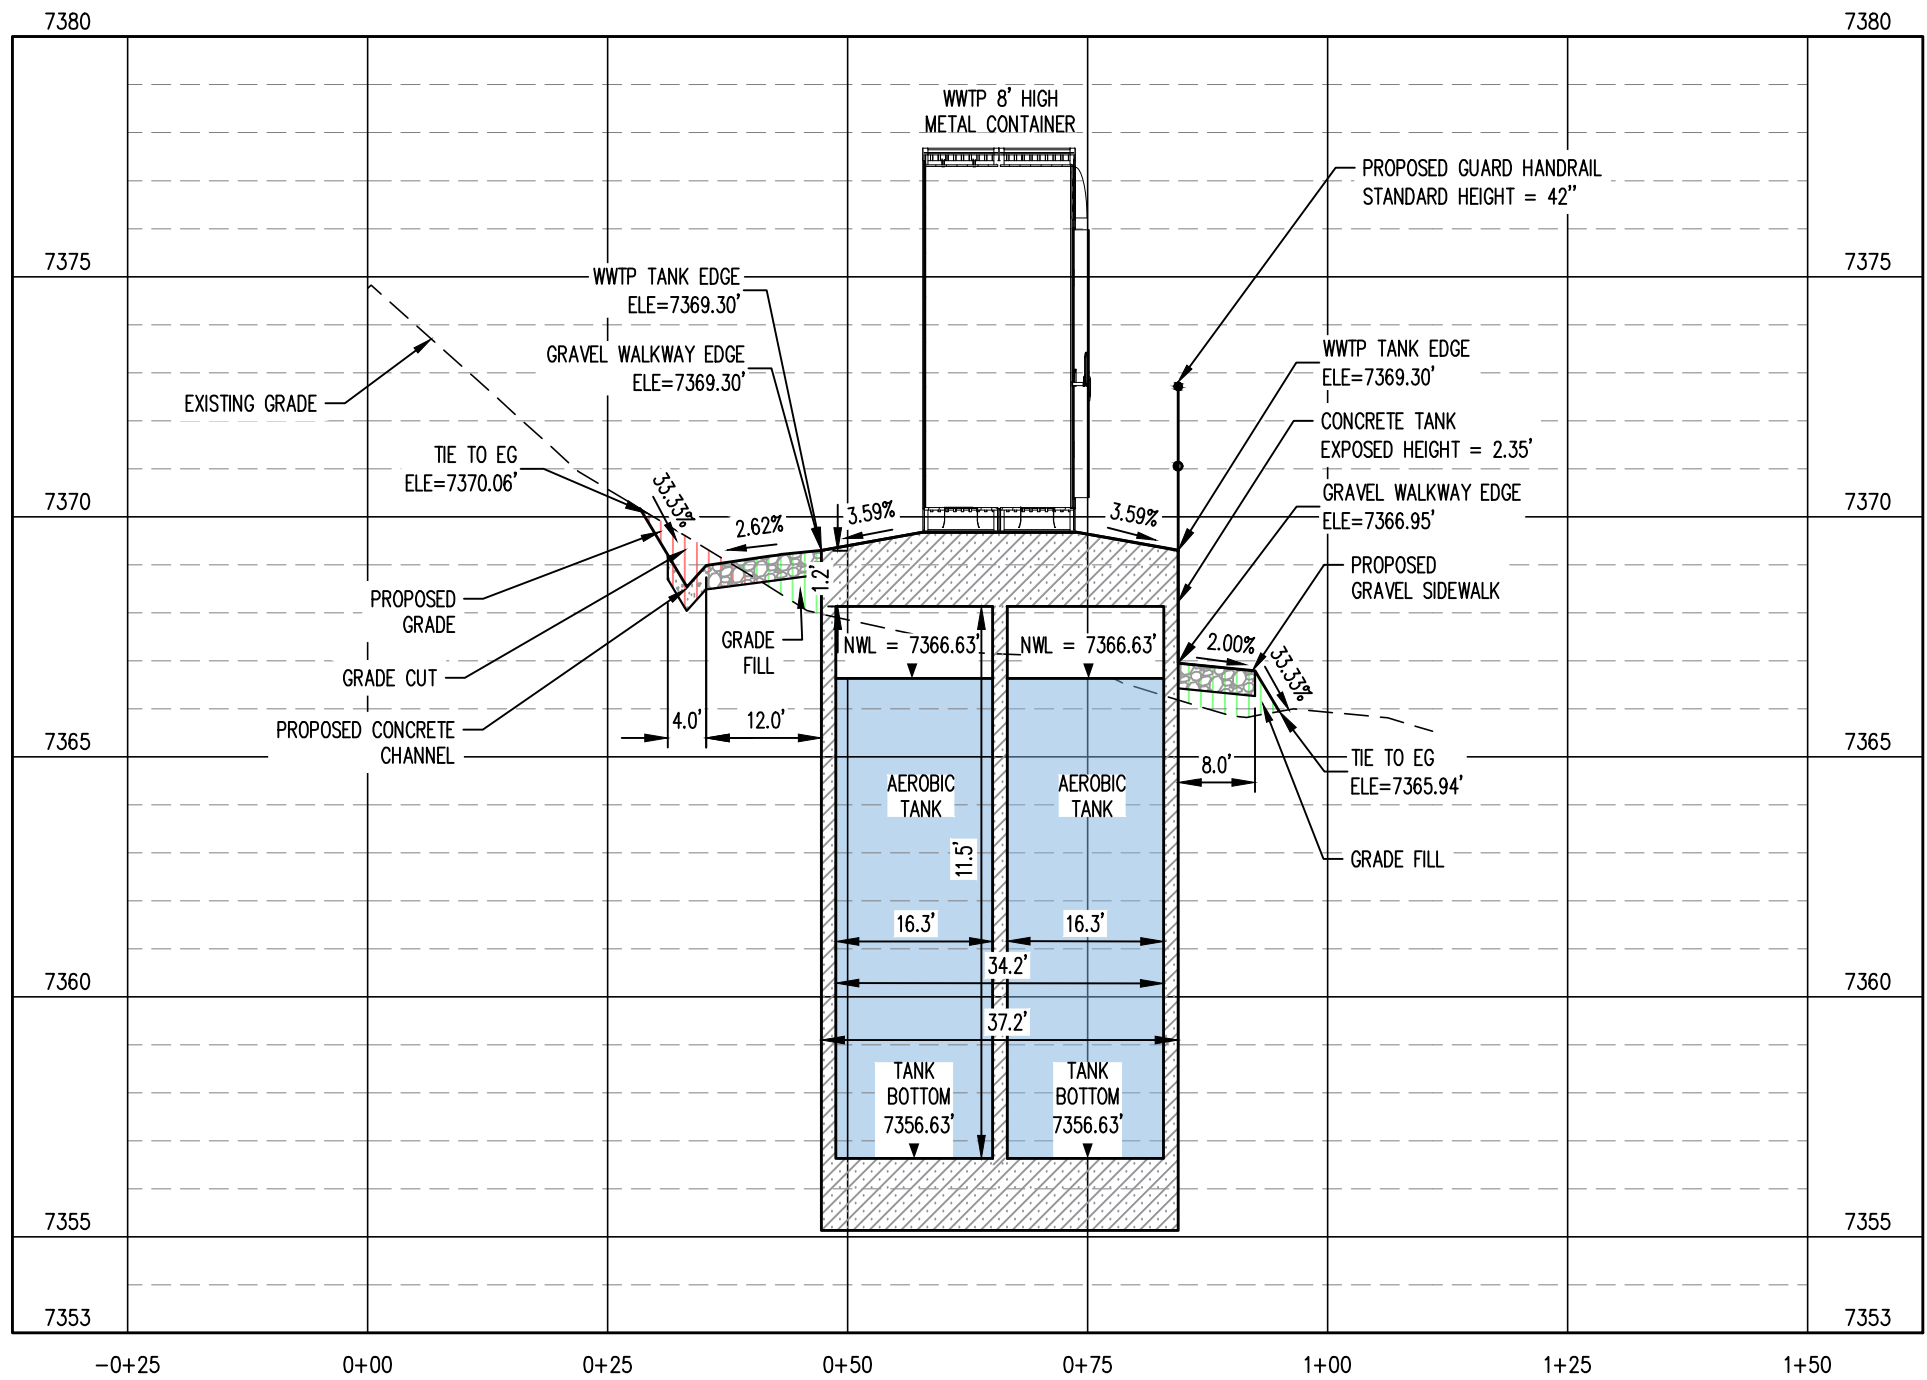 7380
7380
WWTP 8' HIGH
METAL CONTAINER
PROPOSED GUARD HANDRAIL
STANDARD HEIGHT = 42"
7375
7375
WWTP TANK EDGE
ELE=7369.30'
GRAVEL WALKWAY EDGE
ELE=7369.30'
WWTP TANK EDGE
ELE=7369.30'
EXISTING GRADE
CONCRETE TANK
EXPOSED HEIGHT = 2.35'
TIE TO EG
ELE=7370.06'
33.33%
2.62%
3.59%
3.59%
GRAVEL WALKWAY EDGE
ELE=7366.95'
7370
7370
1.2'
PROPOSED
GRAVEL SIDEWALK
PROPOSED
GRADE
GRADE
FILL
NWL = 7366.63'
NWL = 7366.63'
2.00%
33.33%
GRADE CUT
PROPOSED CONCRETE
CHANNEL
4.0'
12.0'
7365
7365
8.0'
TIE TO EG
ELE=7365.94'
AEROBIC
TANK
AEROBIC
TANK
11.5'
GRADE FILL
16.3'
16.3'
34.2'
7360
7360
37.2'
TANK
BOTTOM
7356.63'
TANK
BOTTOM
7356.63'
7355
7355
7353
7353
-0+25
0+00
0+25
0+50
0+75
1+00
1+25
1+50